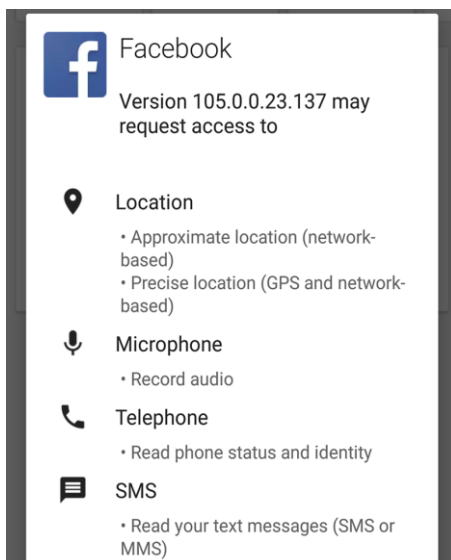 Facebook
Version 105.0.0.23.137 may
request access to
Location
• Approximate location (network-
based)
• Precise location (GPS and network-
based)
Microphone
• Record audio
Telephone
• Read phone status and identity
SMS
• Read your text messages (SMS or
MMS)